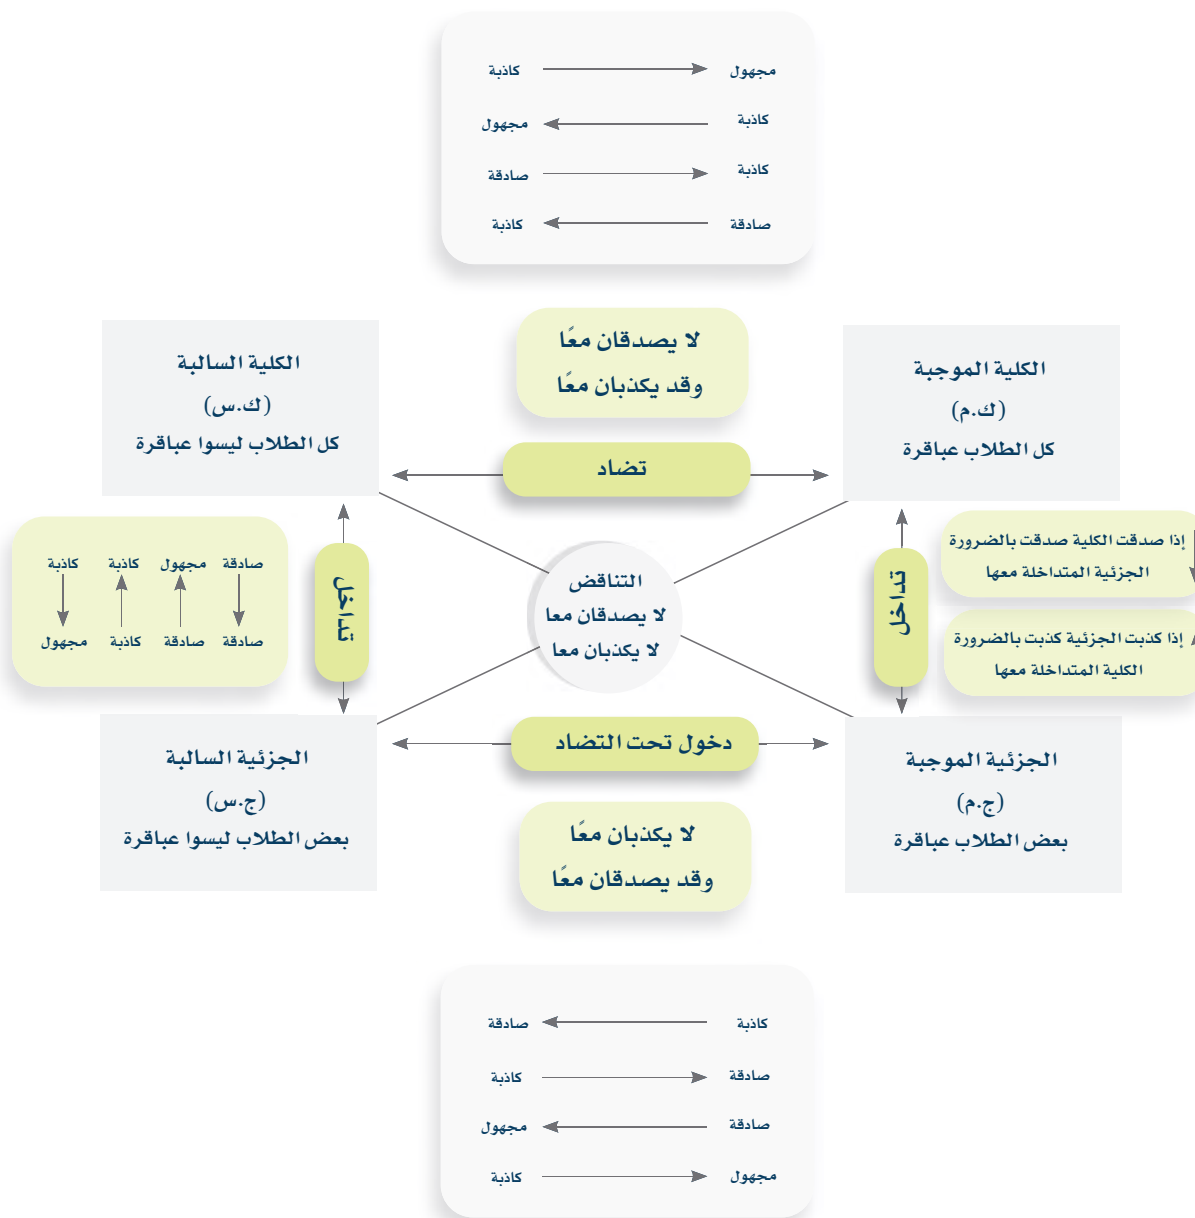 مجهول كاذبة
كاذبة مجهول
كاذبة صادقة
صادقة كاذبة
الكلية الموجبة
(ك.م)
كل الطلاب عباقرة
لا يصدقان معًا
وقد يكذبان معًا
تضاد
الكلية السالبة
(ك.س)
كل الطلاب ليسوا عباقرة
إذا صدقت الكلية صدقت بالضرورة
الجزئية المتداخلة معها
إذا كذبت الجزئية كذبت بالضرورة
الكلية المتداخلة معها
تداخل
التناقض
لا يصدقان معا
لا يكذبان معا
تداخل
صادقة مجهول كاذبة كاذبة
صادقة صادقة كاذبة مجهول
الجزئية الموجبة
(ج.م)
بعض الطلاب عباقرة
دخول تحت التضاد
لا يكذبان معًا
وقد يصدقان معًا
الجزئية السالبة
(ج.س)
بعض الطلاب ليسوا عباقرة
كاذبة صادقة
صادقة كاذبة
صادقة مجهول
مجهول كاذبة